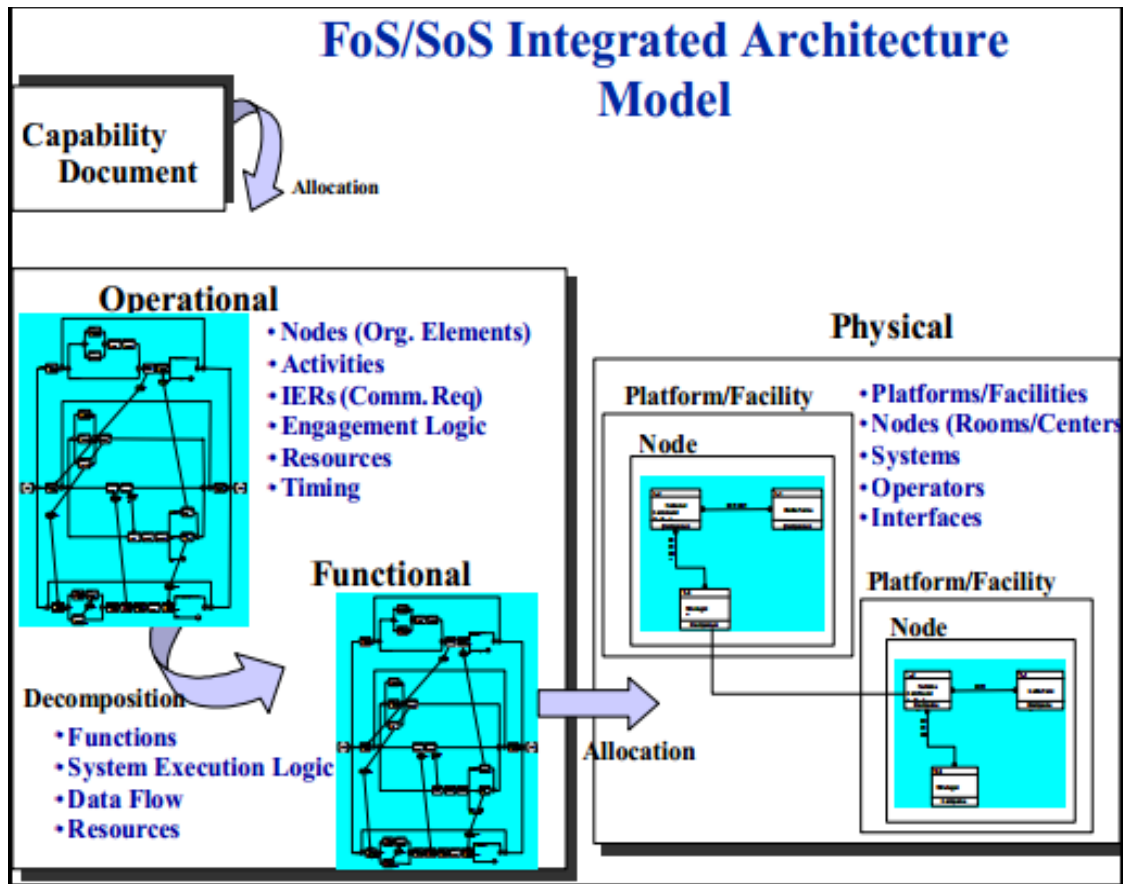 FoS/SoS Integrated Architecture
Model
Capability
Document
Allocation
Operational
• Nodes (Org. Elements)
• Activities
• IERs (Comm. Req)
• Engagement Logic
• Resources
• Timing
Functional
Decomposition
• Functions
• System Execution Logic
• Data Flow
• Resources
Allocation
Physical
Platform/Facility
Node
• Platforms/Facilities
• Nodes (Rooms/Centers
• Systems
• Operators
• Interfaces
Platform/Facility
Node